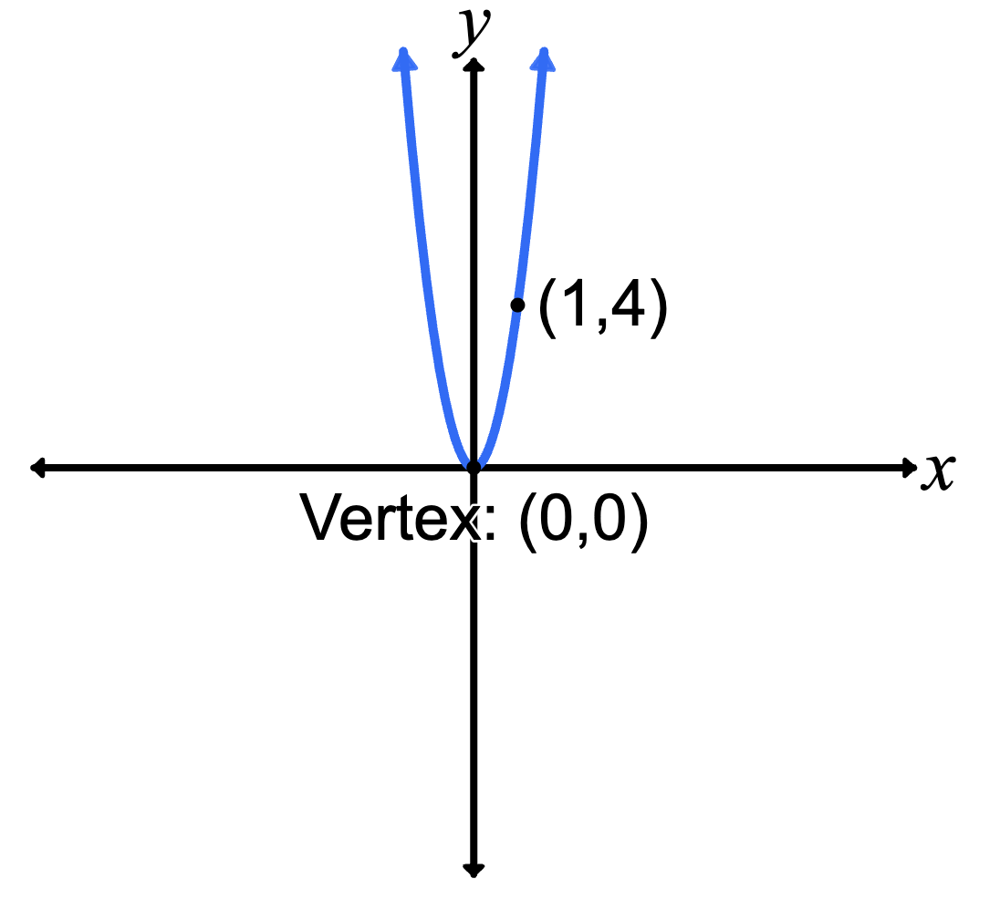 y
(1,4)
x
Vertex: (0,0)